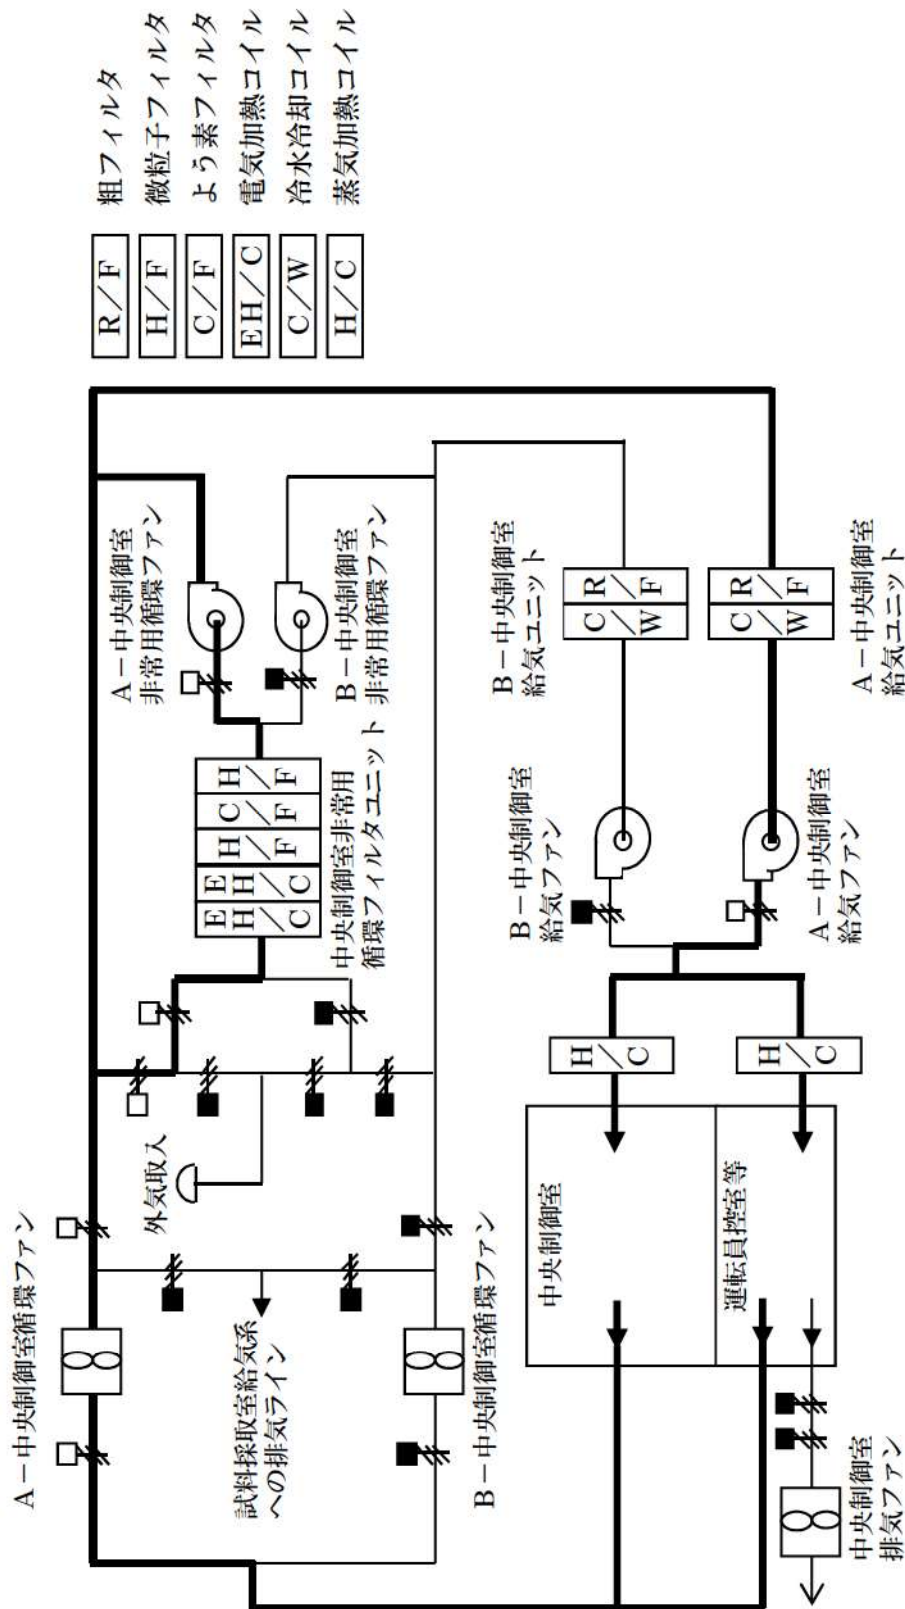 A－中央制御室循環ファン
外気取入
試料採取室給気系
への排気ライン
B－中央制御室循環ファン
A－中央制御室
非常用循環ファン
B－中央制御室
非常用循環ファン
EH/C
EH/C
H/F
C/F
H/F
中央制御室非常用
循環フィルタユニット
R/F
粗フィルタ
H/F
微粒子フィルタ
C/F
よう素フィルタ
EH/C
電気加熱コイル
C/W
冷水冷却コイル
H/C
蒸気加熱コイル
中央制御室
運転員控室等
H/C
H/C
B－中央制御室
給気ファン
A－中央制御室
給気ファン
B－中央制御室
給気ユニット
C/W
R/F
C/W
R/F
A－中央制御室
給気ユニット
中央制御室
排気ファン